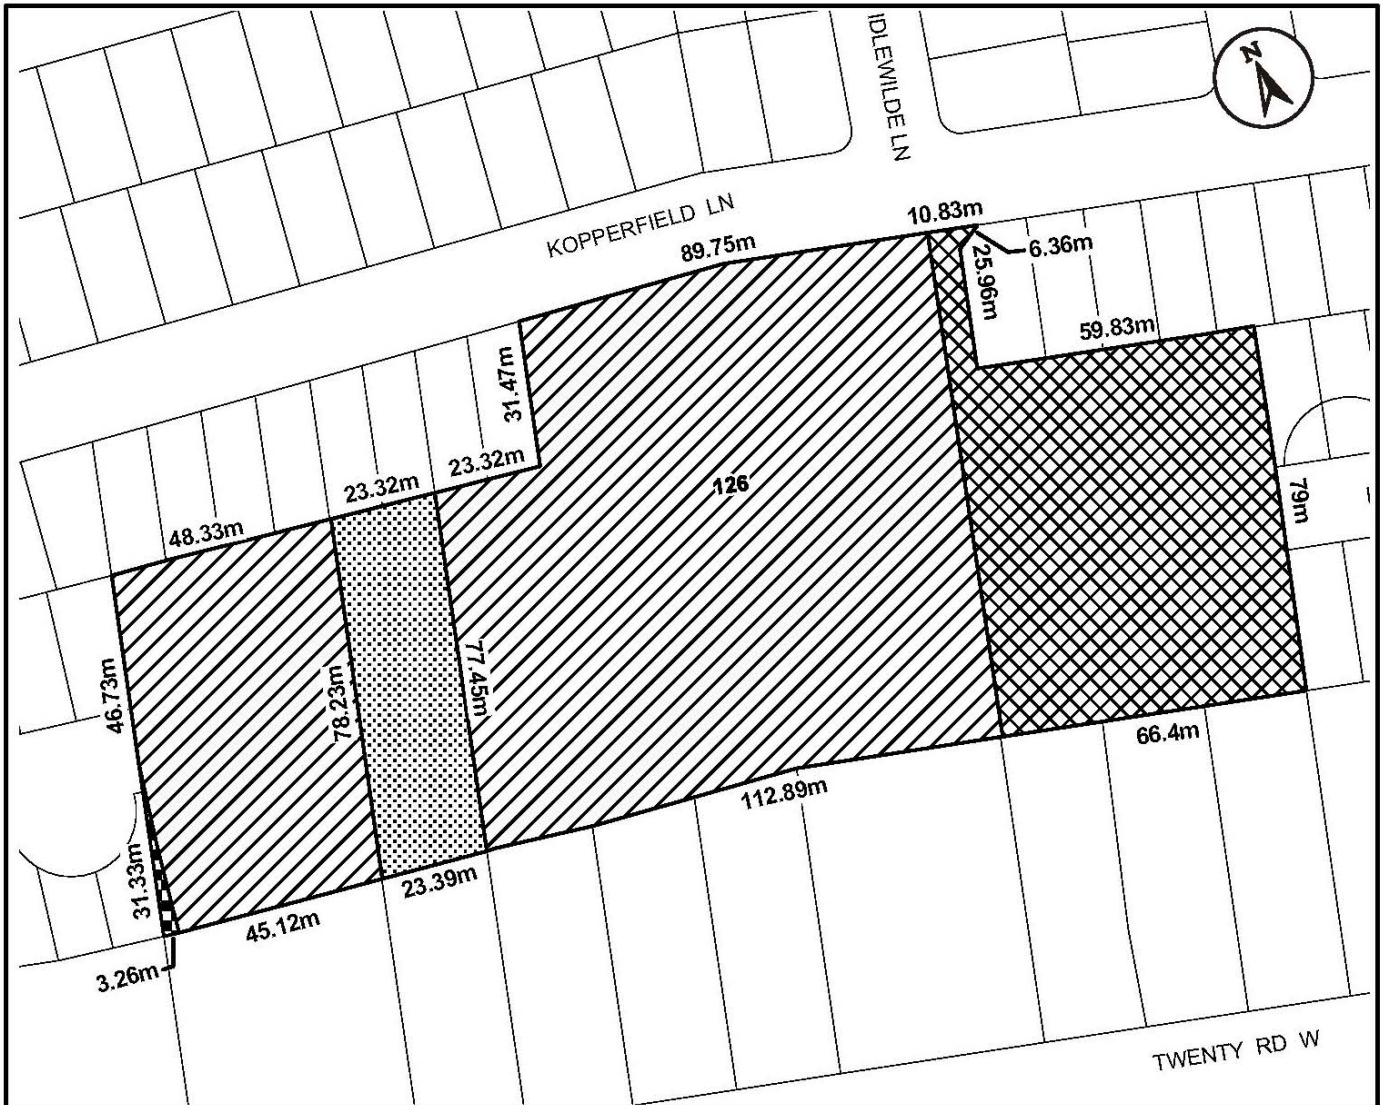 IDLEWILDE LN
N
KOPPERFIELD LN
10.83m
89.75m
6.36m
25.96m
59.83m
31.47m
23.32m
23.32m
126
48.33m
79m
46.73m
78.23m
77.45m
66.4m
112.89m
31.33m
23.39m
45.12m
3.26m
TWENTY RD W